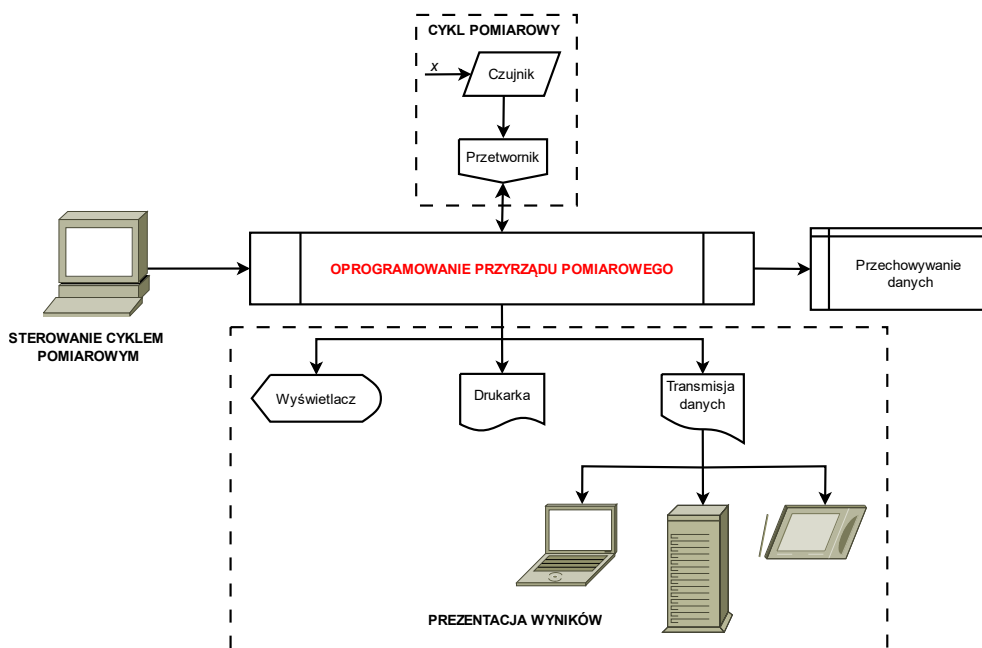 CYKL POMIAROWY
x
Czujnik
Przetwornik
OPROGRAMOWANIE PRZYRZĄDU POMIAROWEGO
Przechowywanie
danych
STEROWANIE CYKLEM
POMIAROWYM
Wyświetlacz
Drukarka
Transmisja
danych
PREZENTACJA WYNIKÓW